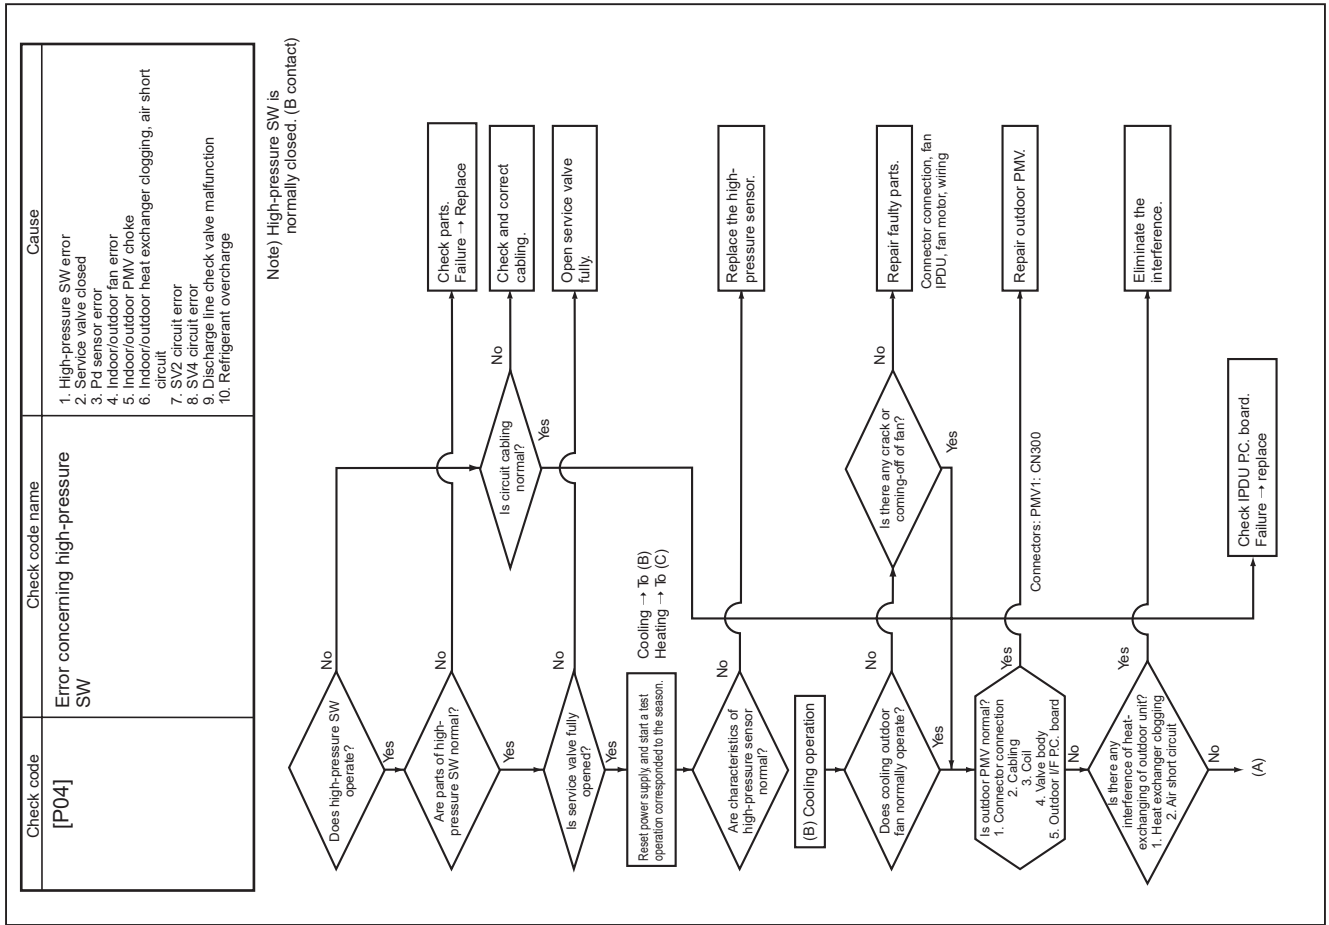 Check code
Check code name
Cause
[P04]
Error concerning high-pressure
SW
1. High-pressure SW error
2. Service valve closed
3. Pd sensor error
4. Indoor/outdoor fan error
5. Indoor/outdoor PMV choke
6. Indoor/outdoor heat exchanger clogging, air short
circuit
7. SV2 circuit error
8. SV4 circuit error
9. Discharge line check valve malfunction
10. Refrigerant overcharge
Note) High-pressure SW is
normally closed. (B contact)
Does high-pressure SW
operate?
No
Yes
Are parts of high-
pressure SW normal?
No
Check parts.
Failure → Replace
Yes
Is circuit cabling
normal?
No
Check and correct
cabling.
Yes
Is service valve fully
opened?
No
Open service valve
fully.
Yes
Reset power supply, and start a test
operation corresponded to the season.
Cooling → To (B)
Heating → To (C)
Are characteristics of
high-pressure sensor
normal?
No
Replace the high-
pressure sensor.
(B) Cooling operation
Does cooling outdoor
fan normally operate?
No
Yes
Is there any crack or
coming-off of fan?
No
Repair faulty parts.
Connector connection, fan
IPDU, fan motor, wiring
Yes
Is outdoor PMV normal?
1. Connector connection
2. Cabling
3. Coil
4. Valve body
5. Outdoor I/F P.C. board
Yes
Repair outdoor PMV.
Connectors: PMV1: CN300
No
Is there any
interference of heat-
exchanging of outdoor unit?
1. Heat exchanger clogging
2. Air short circuit
Yes
Eliminate the
interference.
No
(A)
Check IPDU P.C. board.
Failure → replace